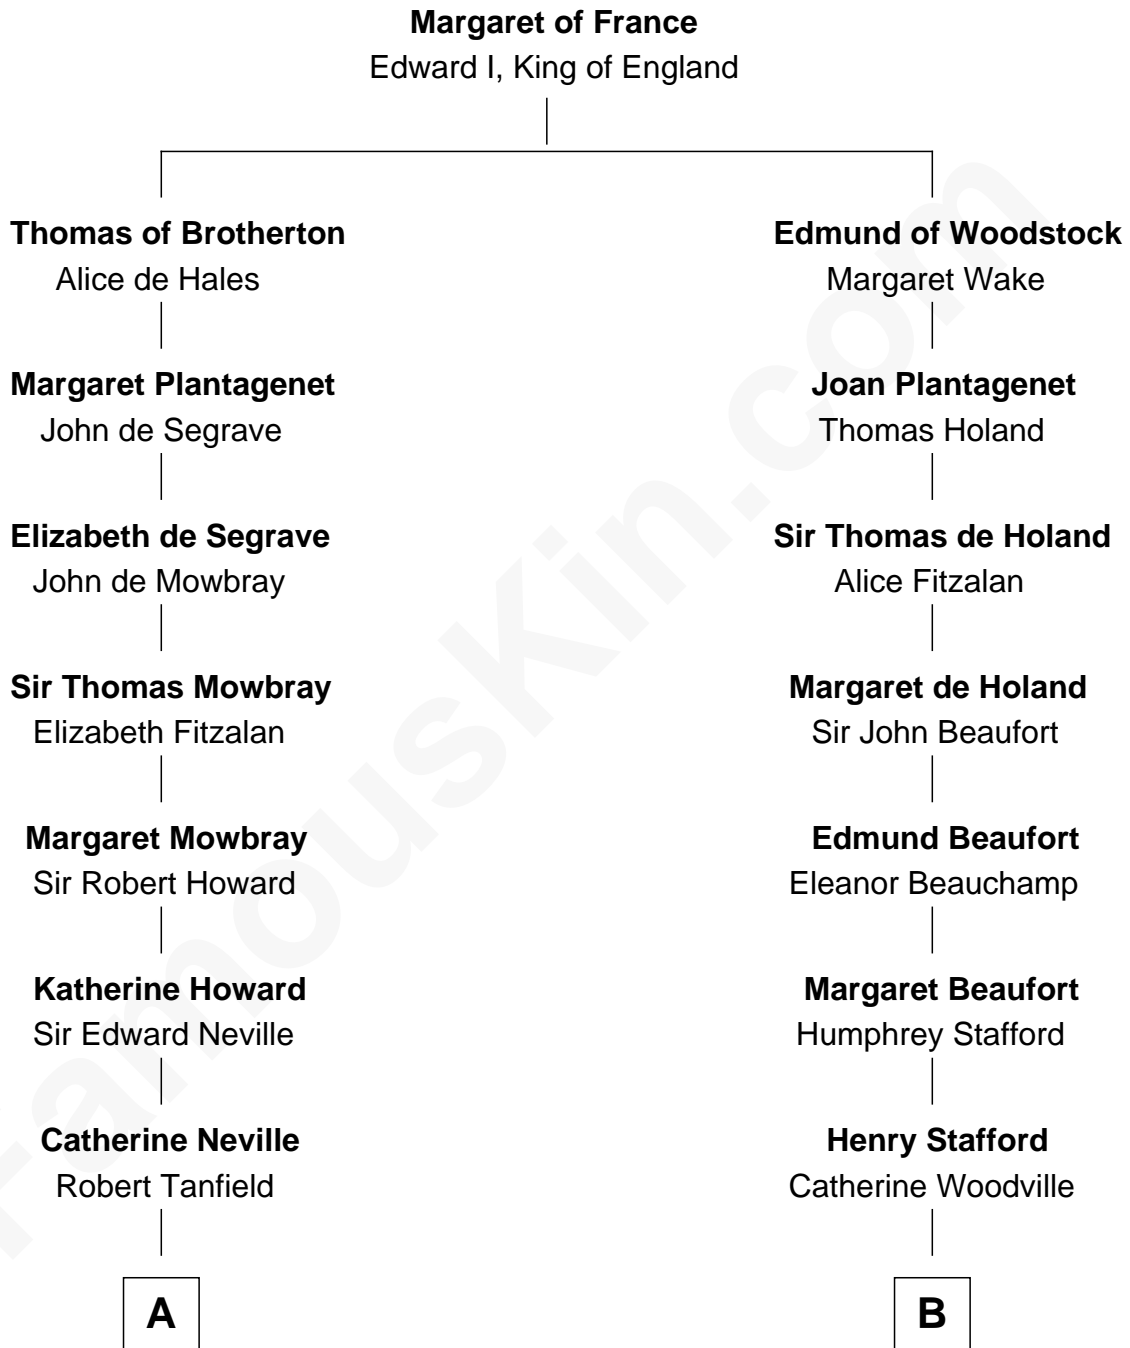 Margaret of France
Edward I, King of England
Thomas of Brotherton
Alice de Hales
Edmund of Woodstock
Margaret Wake
Margaret Plantagenet
John de Segrave
Joan Plantagenet
Thomas Holand
Elizabeth de Segrave
John de Mowbray
Sir Thomas de Holand
Alice Fitzalan
Sir Thomas Mowbray
Elizabeth Fitzalan
Margaret de Holand
Sir John Beaufort
Margaret Mowbray
Sir Robert Howard
Edmund Beaufort
Eleanor Beauchamp
Katherine Howard
Sir Edward Neville
Margaret Beaufort
Humphrey Stafford
Catherine Neville
Robert Tanfield
Henry Stafford
Catherine Woodville
A
B
FamousKin.com